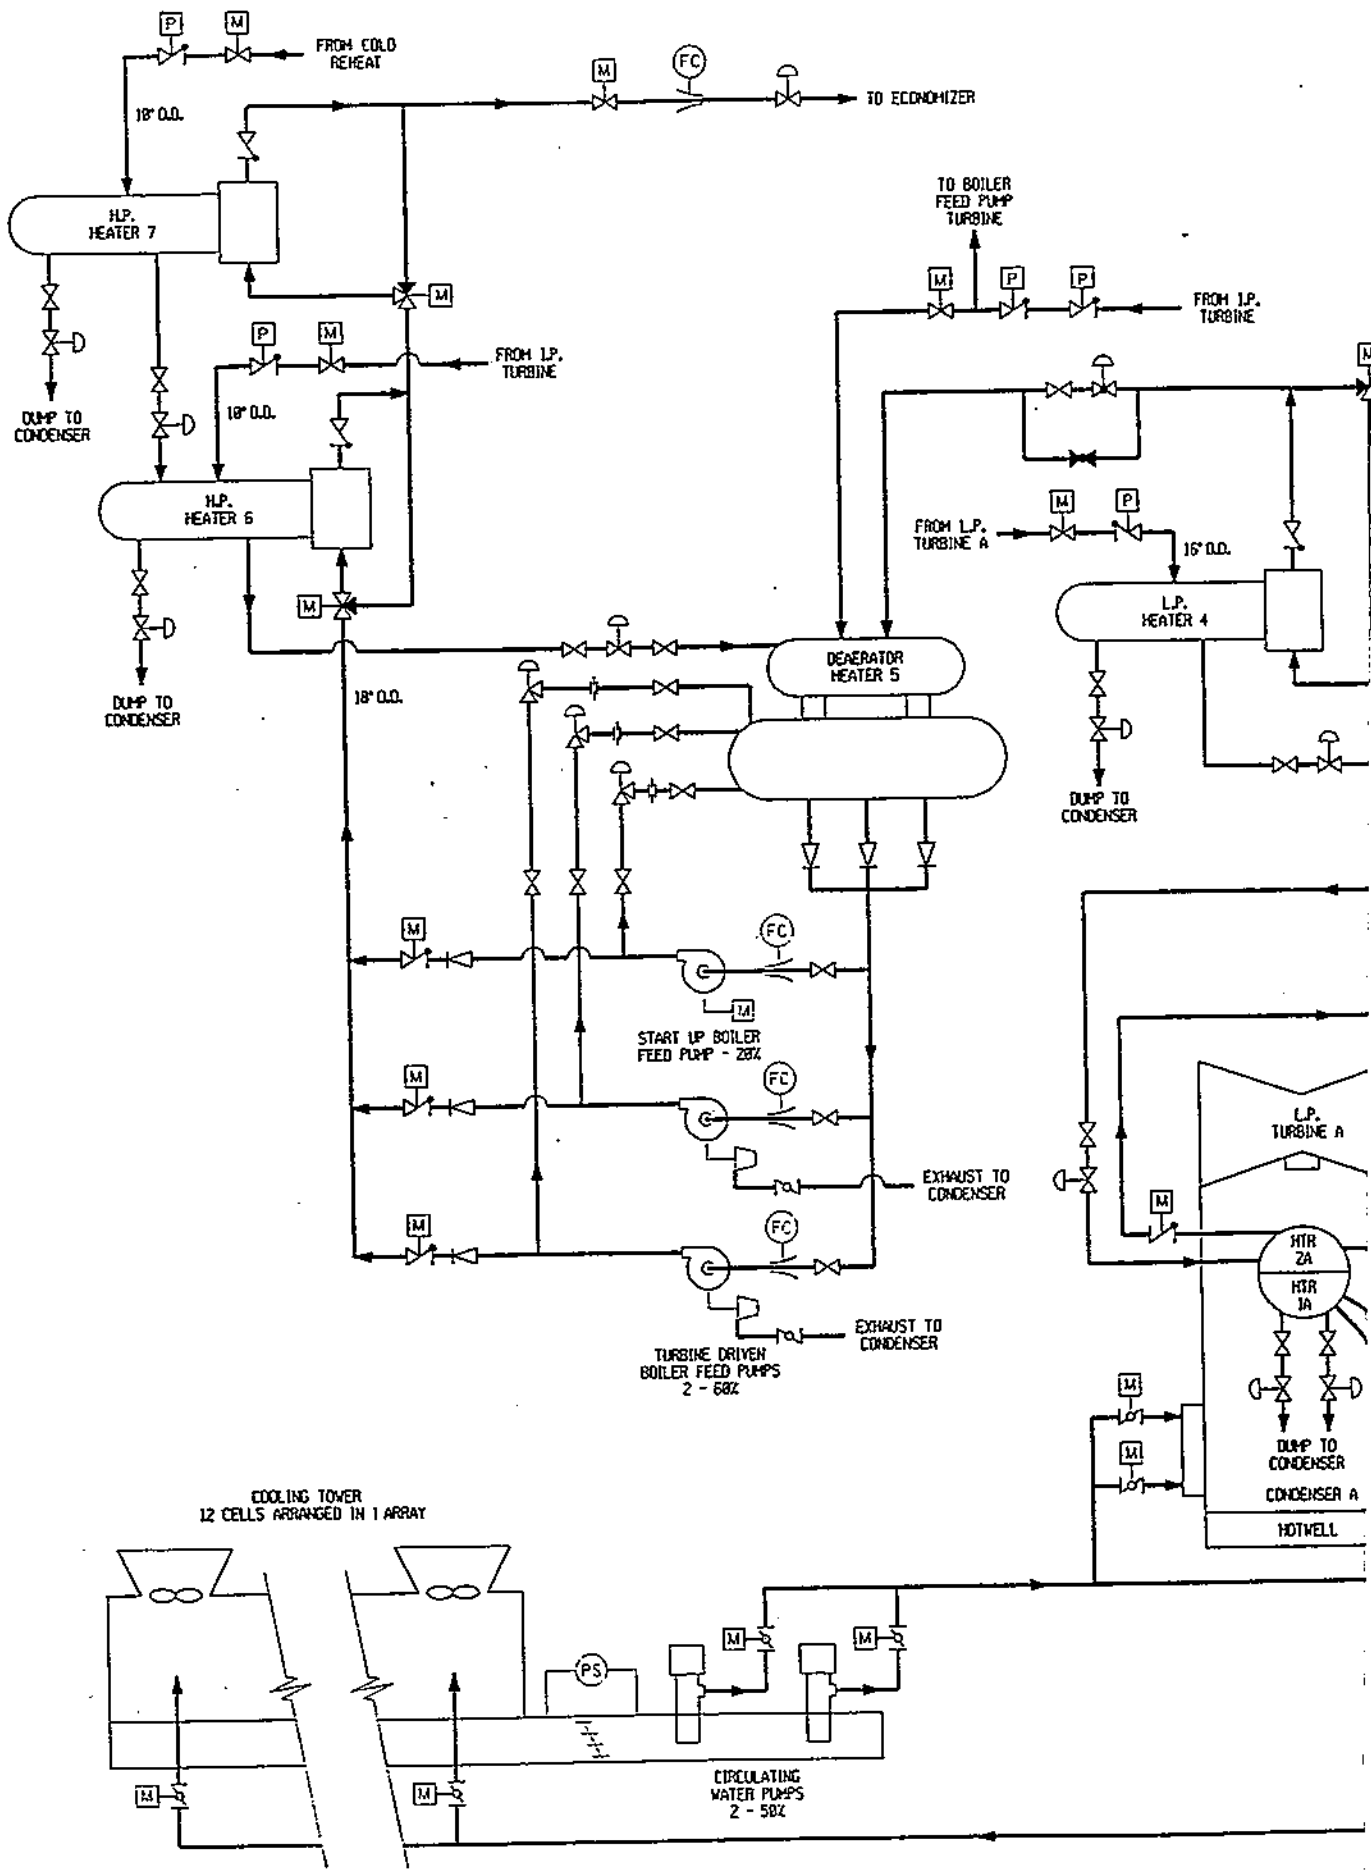 P
M
FROM COLD
REHEAT
18" O.D.
M
FC
TO ECONOMIZER
H.P.
HEATER 7
M
TO BOILER
FEED PUMP
TURBINE
M
P
P
FROM I.P.
TURBINE
P
M
FROM I.P.
TURBINE
M
DUMP TO
CONDENSER
18" O.D.
H.P.
HEATER 6
FROM L.P.
TURBINE A
M
P
16" O.D.
L.P.
HEATER 4
M
DUMP TO
CONDENSER
18" O.D.
DEAERATOR
HEATER 5
DUMP TO
CONDENSER
M
FC
M
START UP BOILER
FEED PUMP - 20%
M
FC
EXHAUST TO
CONDENSER
L.P.
TURBINE A
M
FC
M
HTR
2A
HTR
1A
EXHAUST TO
CONDENSER
TURBINE DRIVEN
BOILER FEED PUMPS
2 - 60%
M
M
DUMP TO
CONDENSER
CONDENSER A
HOTWELL
COOLING TOWER
12 CELLS ARRANGED IN 1 ARRAY
M
M
PS
M
M
CIRCULATING
WATER PUMPS
2 - 50%